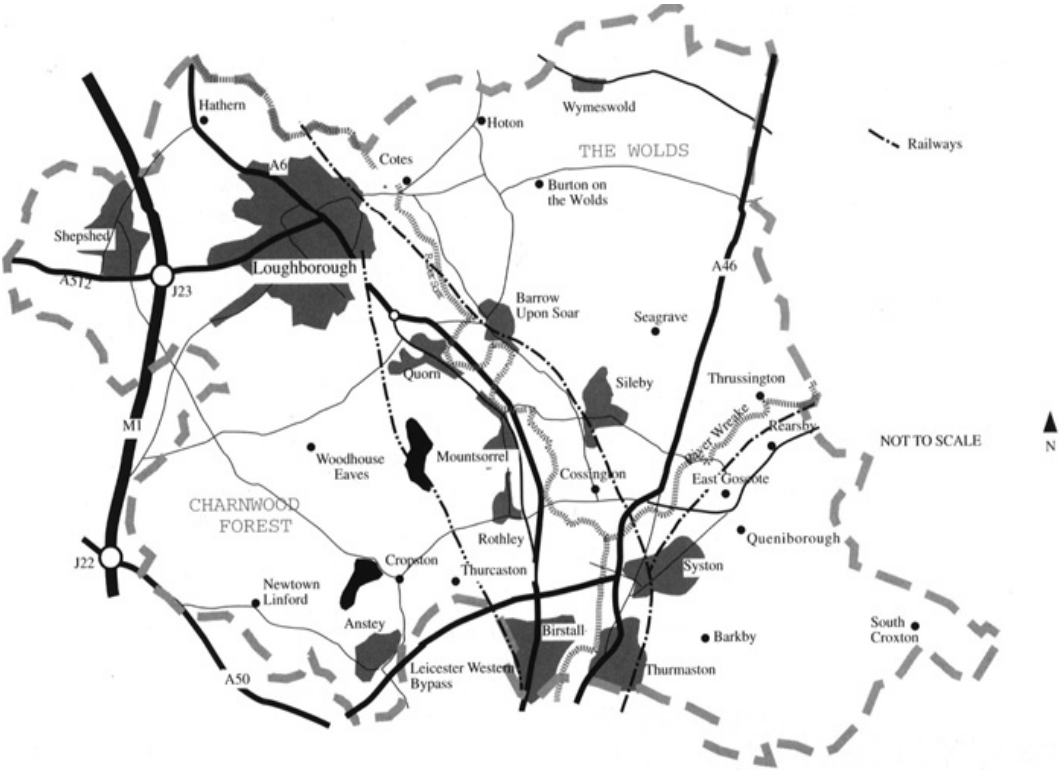 Hathern
Wymeswold
Hoton
THE WOLDS
Railways
A6
Cotes
Burton on
the Wolds
Shepshed
A46
Loughborough
A512
J23
River Soar
Barrow
Upon Soar
Seagrave
Quorn
Sileby
Thrussington
M1
River Wreake
Rearsby
NOT TO SCALE
N
Woodhouse
Eaves
Mountsorrel
Cossington
East Goscote
CHARNWOOD
FOREST
Rothley
Queniborough
J22
Cropston
Thurcaston
Syston
Newtown
Linford
Anstey
Birstall
Barkby
South
Croxton
Leicester Western
Bypass
Thurmaston
A50